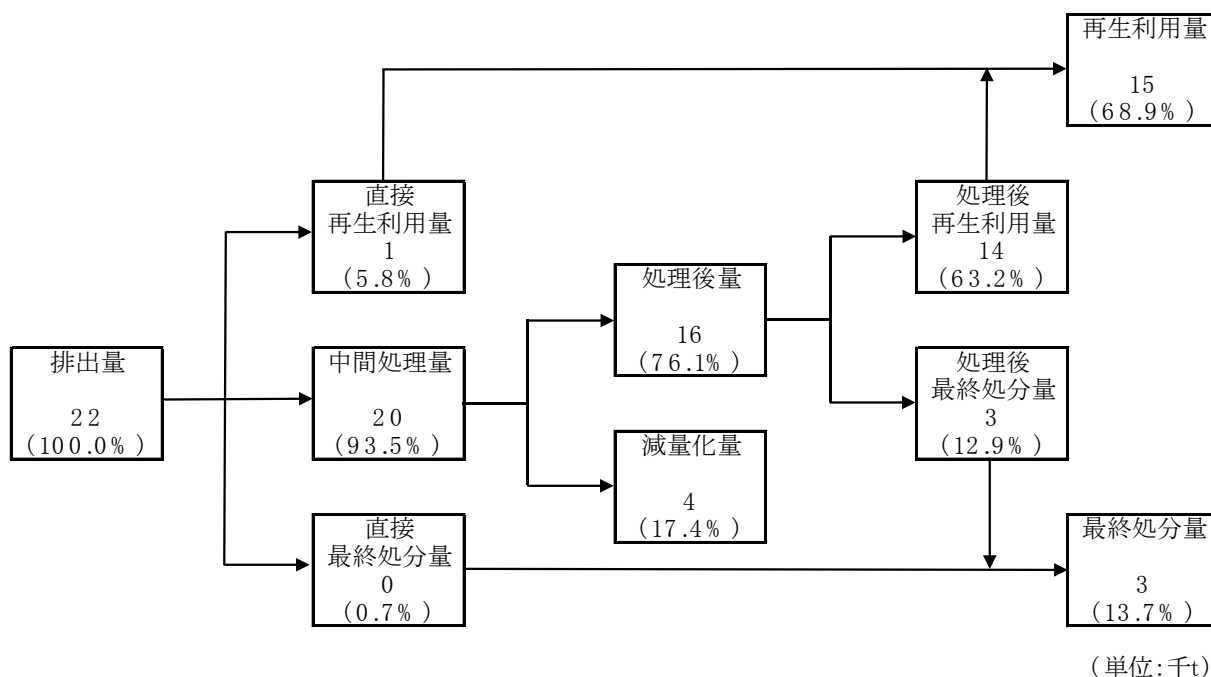 再生利用量
15
(68.9%)
直接
再生利用量
1
(5.8%)
処理後
再生利用量
14
(63.2%)
処理後量
16
(76.1%)
排出量
22
(100.0%)
中間処理量
20
(93.5%)
処理後
最終処分量
3
(12.9%)
減量化量
4
(17.4%)
直接
最終処分量
0
(0.7%)
最終処分量
3
(13.7%)
(単位:千t)